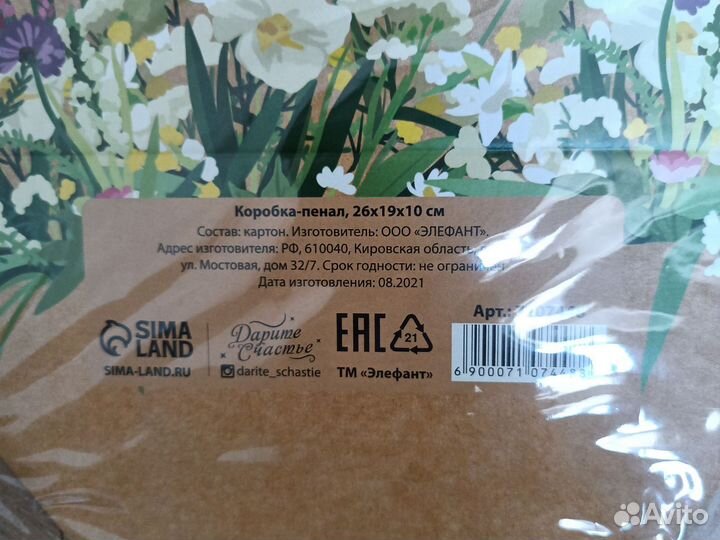 Коробка-пенал, 26х19х10 см
Состав: картон. Изготовитель: ООО «ЭЛЕФАНТ».
Адрес изготовителя: РФ, 610040, Кировская область,
ул. Мостовая, дом 32/7. Срок годности: не ограничен.
Дата изготовления: 08.2021
Арт.:
SIMA LAND
SIMA-LAND.RU
Дарите Счастье
darite_schastie
EAC
21
ТМ «Элефант»
Avito